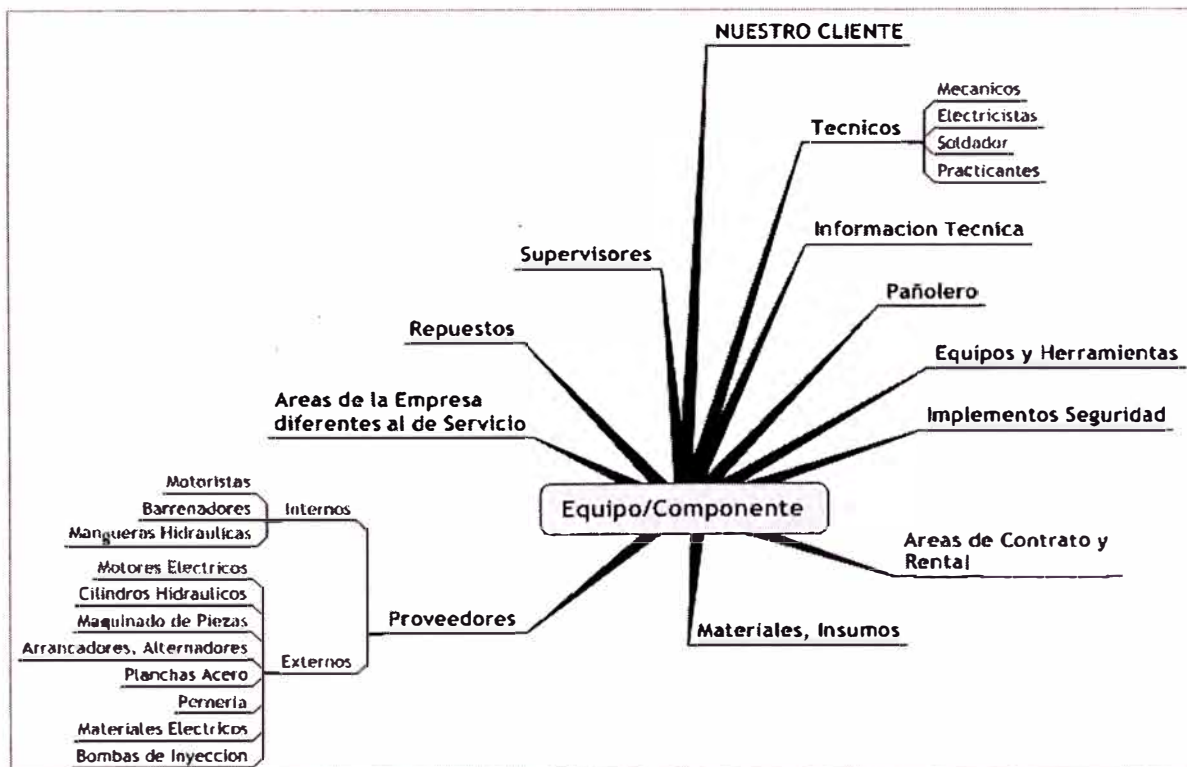 NUESTRO CLIENTE
Tecnicos
Mecanicos
Electricistas
Soldador
Practicantes
Informacion Tecnica
Supervisores
Pañolero
Repuestos
Equipos y Herramientas
Areas de la Empresa
diferentes al de Servicio
Implementos Seguridad
Equipo/Componente
Areas de Contrato y
Rental
Materiales, Insumos
Proveedores
Internos
Motoristas
Barrenadores
Mangueras Hidraulicas
Externos
Motores Electricos
Cilindros Hidraulicos
Maquinado de Piezas
Arrancadores, Alternadores
Planchas Acero
Perneria
Materiales Electricos
Bombas de Inyeccion